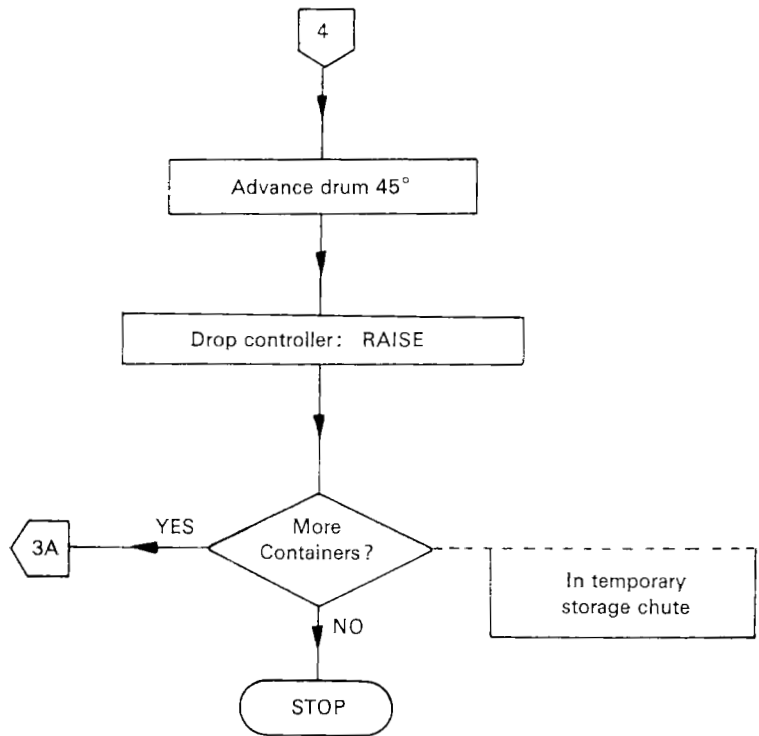 4
Advance drum 45°
Drop controller: RAISE
More
Containers?
YES
3A
In temporary
storage chute
NO
STOP